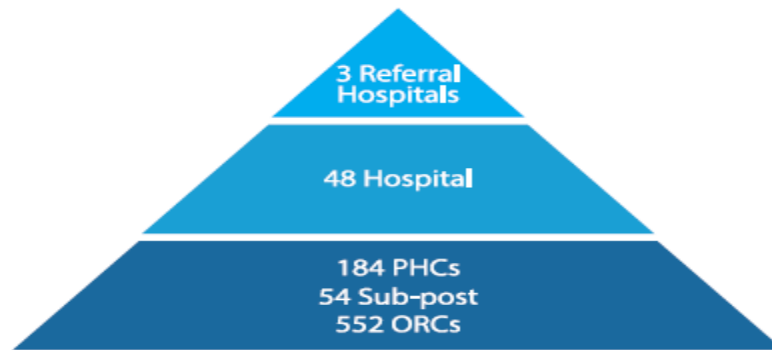 3 Referral
Hospitals
48 Hospital
184 PHCs
54 Sub-post
552 ORCs